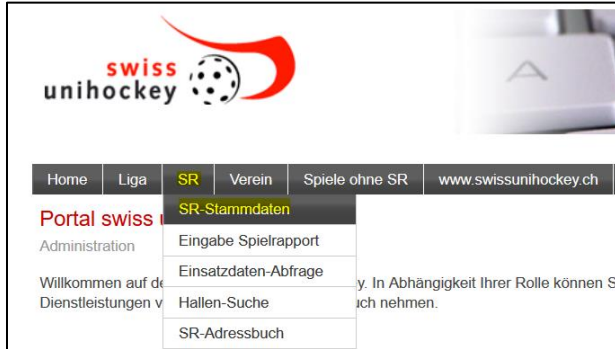 swiss
unihockey
A
Home Liga SR Verein Spiele ohne SR www.swissunihockey.ch
SR-Stammdaten
Portal swiss
Eingabe Spielrapport
Administration
Einsatzdaten-Abfrage
Willkommen auf de y. In Abhängigkeit Ihrer Rolle können S
Hallen-Suche
Dienstleistungen v uch nehmen.
SR-Adressbuch